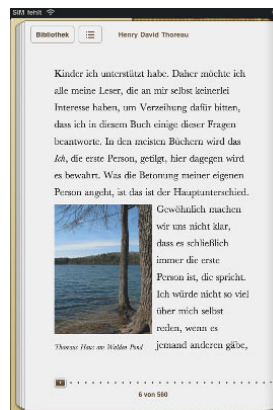 SIM fehlt
Bibliothek
Henry David Thoreau
Kinder ich unterstützt habe. Daher möchte ich
alle meine Leser, die an mir selbst keinerlei
Interesse haben, um Verzeihung dafür bitten,
dass ich in diesem Buch einige dieser Fragen
beantworte. In den meisten Büchern wird das
Ich, die erste Person, getilgt, hier dagegen wird
es bewahrt. Was die Betonung meiner eigenen
Person angeht, ist das ist der Hauptunterschied.
Gewöhnlich machen
wir uns nicht klar,
dass es schließlich
immer die erste
Person ist, die spricht.
Ich würde nicht so viel
über mich selbst
reden, wenn es
jemand anderen gäbe,
Thoreaus Haus am Walden Pond
6 von 560